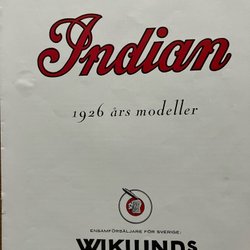 Indian
1926 års modeller
ENSAMFÖRSÄLJARE FÖR SVERIGE:
WIKLUNDS